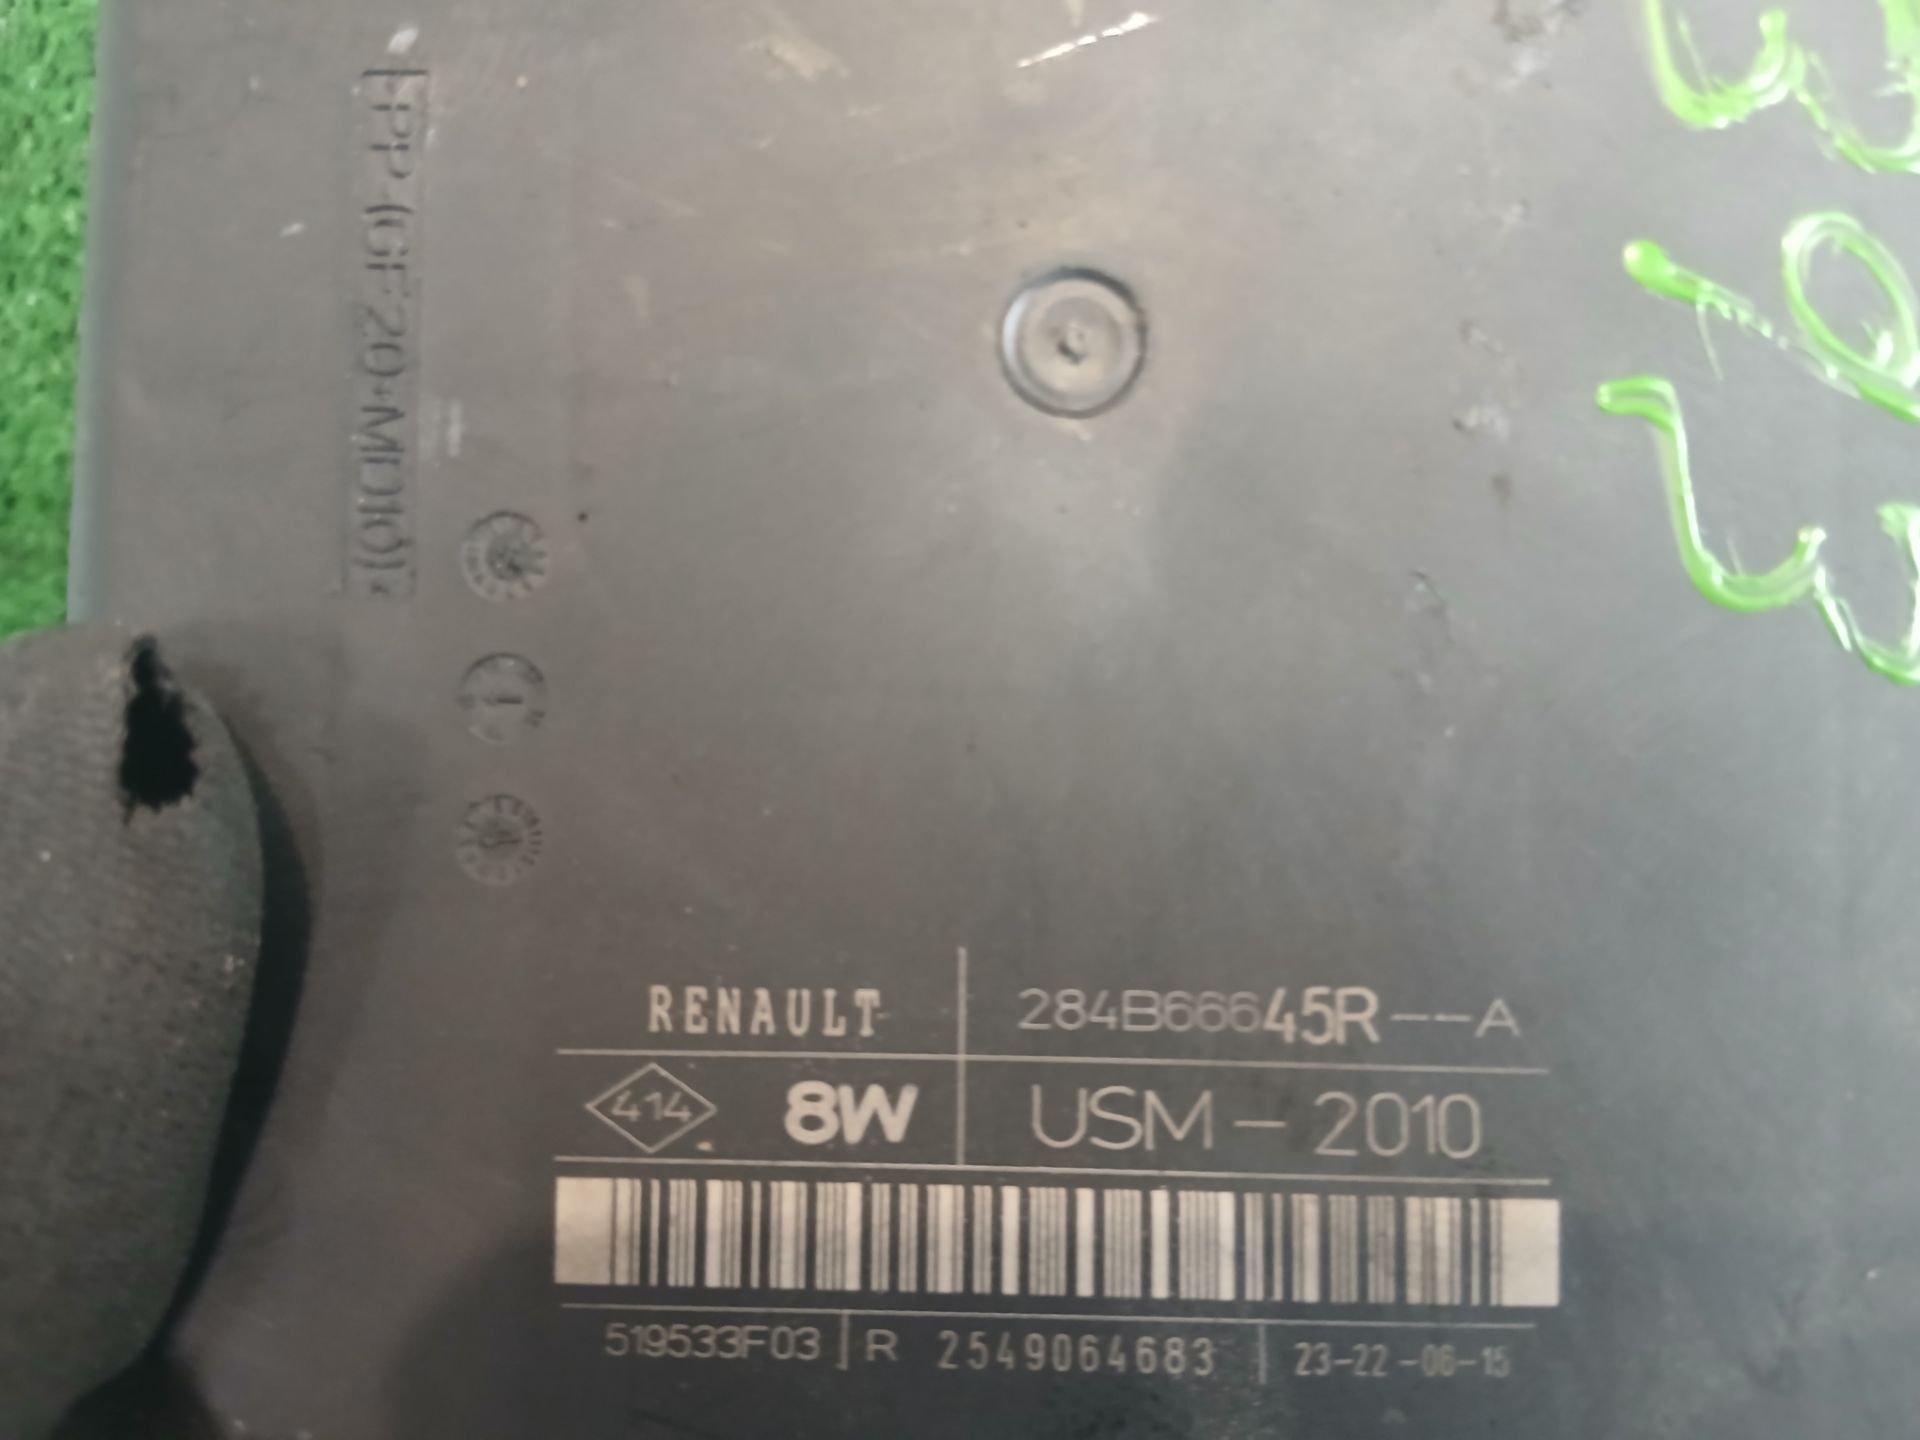 >PP-(GF20+MD10)<
RENAULT 284B66645R--A
414 8W USM-2010
519533F03 R 2549064683 23-22-06-15